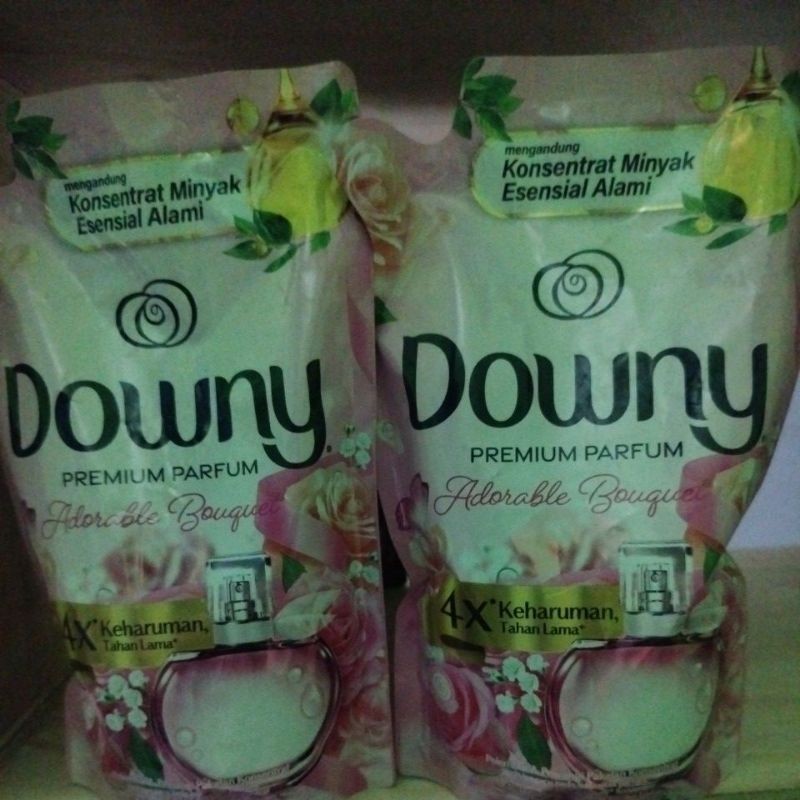 mengandung
Konsentrat Minyak
Esensial Alami
Downy
PREMIUM PARFUM
Adorable Bouquet
4X* Keharuman,
Tahan Lama*
mengandung
Konsentrat Minyak
Esensial Alami
Downy
PREMIUM PARFUM
Adorable Bouquet
4X* Keharuman,
Tahan Lama*